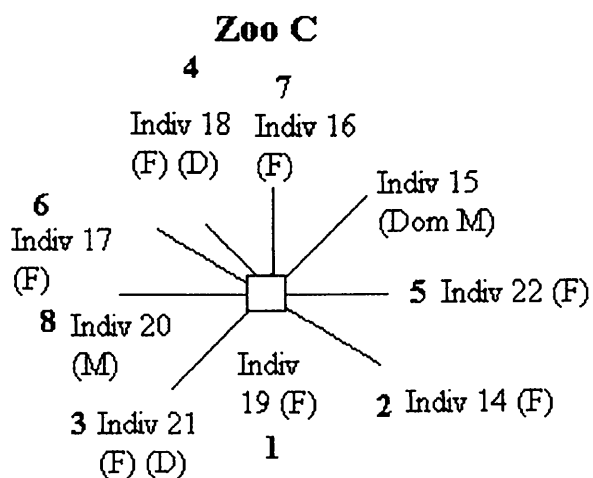 Zoo C
4
7
Indiv 18
(F) (D)
Indiv 16
(F)
Indiv 15
(Dom M)
6
Indiv 17
(F)
5 Indiv 22 (F)
8 Indiv 20
(M)
Indiv
19 (F)
1
2 Indiv 14 (F)
3 Indiv 21
(F) (D)